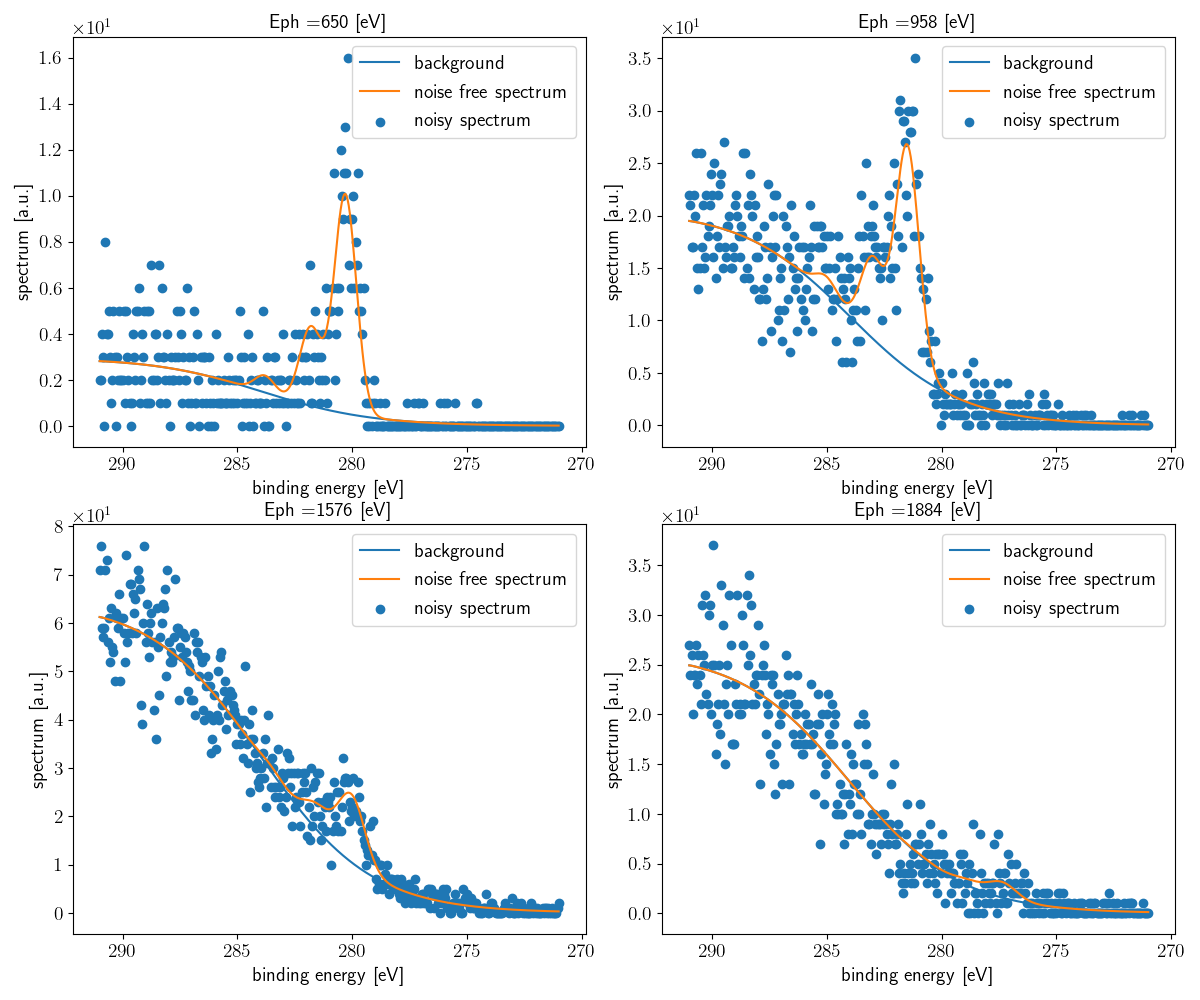 Eph =650 [eV]
×10¹
1.6
1.4
1.2
1.0
0.8
0.6
0.4
0.2
0.0
spectrum [a.u.]
background
noise free spectrum
noisy spectrum
290 285 280 275 270
binding energy [eV]
Eph =958 [eV]
×10¹
3.5
3.0
2.5
2.0
1.5
1.0
0.5
0.0
spectrum [a.u.]
background
noise free spectrum
noisy spectrum
290 285 280 275 270
binding energy [eV]
Eph =1576 [eV]
×10¹
8
7
6
5
4
3
2
1
0
spectrum [a.u.]
background
noise free spectrum
noisy spectrum
290 285 280 275 270
binding energy [eV]
Eph =1884 [eV]
×10¹
3.5
3.0
2.5
2.0
1.5
1.0
0.5
0.0
spectrum [a.u.]
background
noise free spectrum
noisy spectrum
290 285 280 275 270
binding energy [eV]